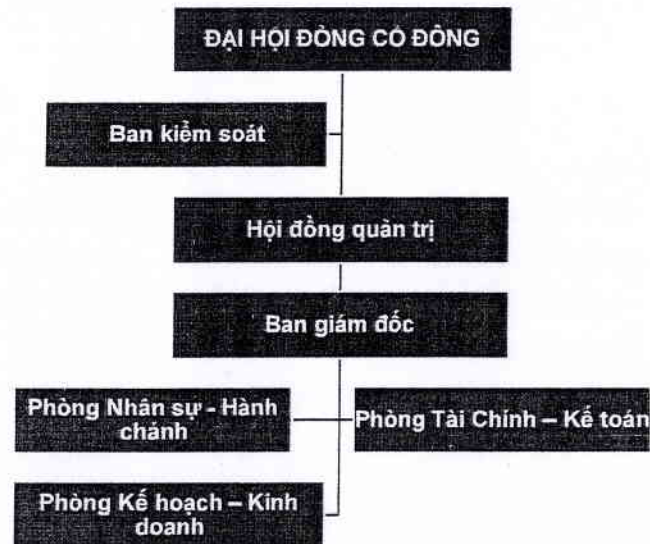 ĐẠI HỘI ĐỒNG CỔ ĐÔNG
Ban kiểm soát
Hội đồng quản trị
Ban giám đốc
Phòng Nhân sự - Hành
chánh
Phòng Tài Chính – Kế toán
Phòng Kế hoạch – Kinh
doanh